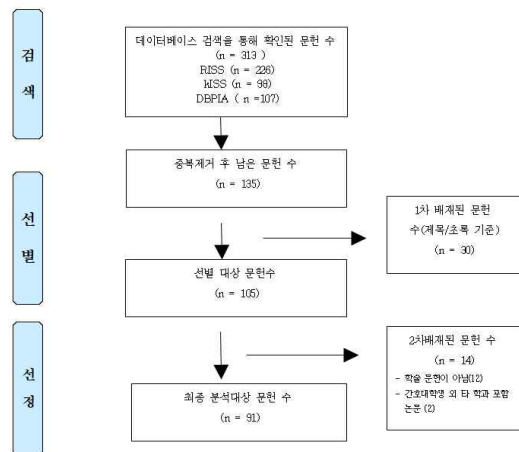 검
색
데이터베이스 검색을 통해 확인된 문헌 수
(n = 313 )
RISS (n = 226)
KISS (n = 98)
DBPIA ( n =107)
중복제거 후 남은 문헌 수
(n = 135)
선
별
1차 배재된 문헌
수(제목/초록 기준)
(n = 30)
선별 대상 문헌수
(n = 105)
선
정
2차배재된 문헌 수
(n = 14)
- 학술 문헌이 아님(12)
- 간호대학생 외 타 학과 포함
논문 (2)
최종 분석대상 문헌 수
(n = 91)